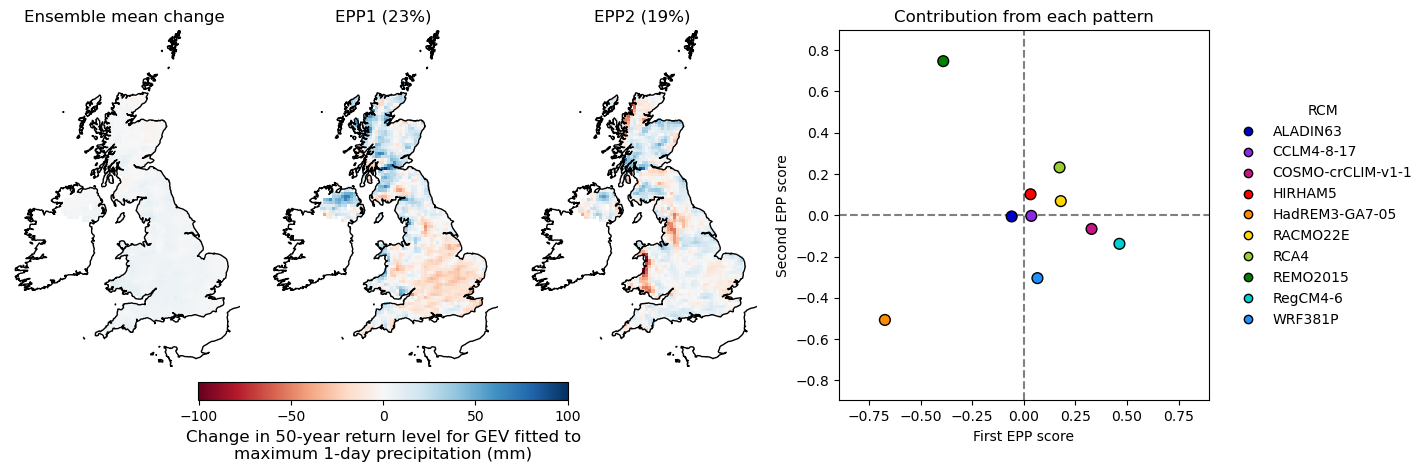 Ensemble mean change
EPP1 (23%)
EPP2 (19%)
−100 −50 0 50 100
Change in 50-year return level for GEV fitted to
maximum 1-day precipitation (mm)
Contribution from each pattern
Second EPP score
0.8
0.6
0.4
0.2
0.0
−0.2
−0.4
−0.6
−0.8
−0.75 −0.50 −0.25 0.00 0.25 0.50 0.75
First EPP score
RCM
ALADIN63
CCLM4-8-17
COSMO-crCLIM-v1-1
HIRHAM5
HadREM3-GA7-05
RACMO22E
RCA4
REMO2015
RegCM4-6
WRF381P